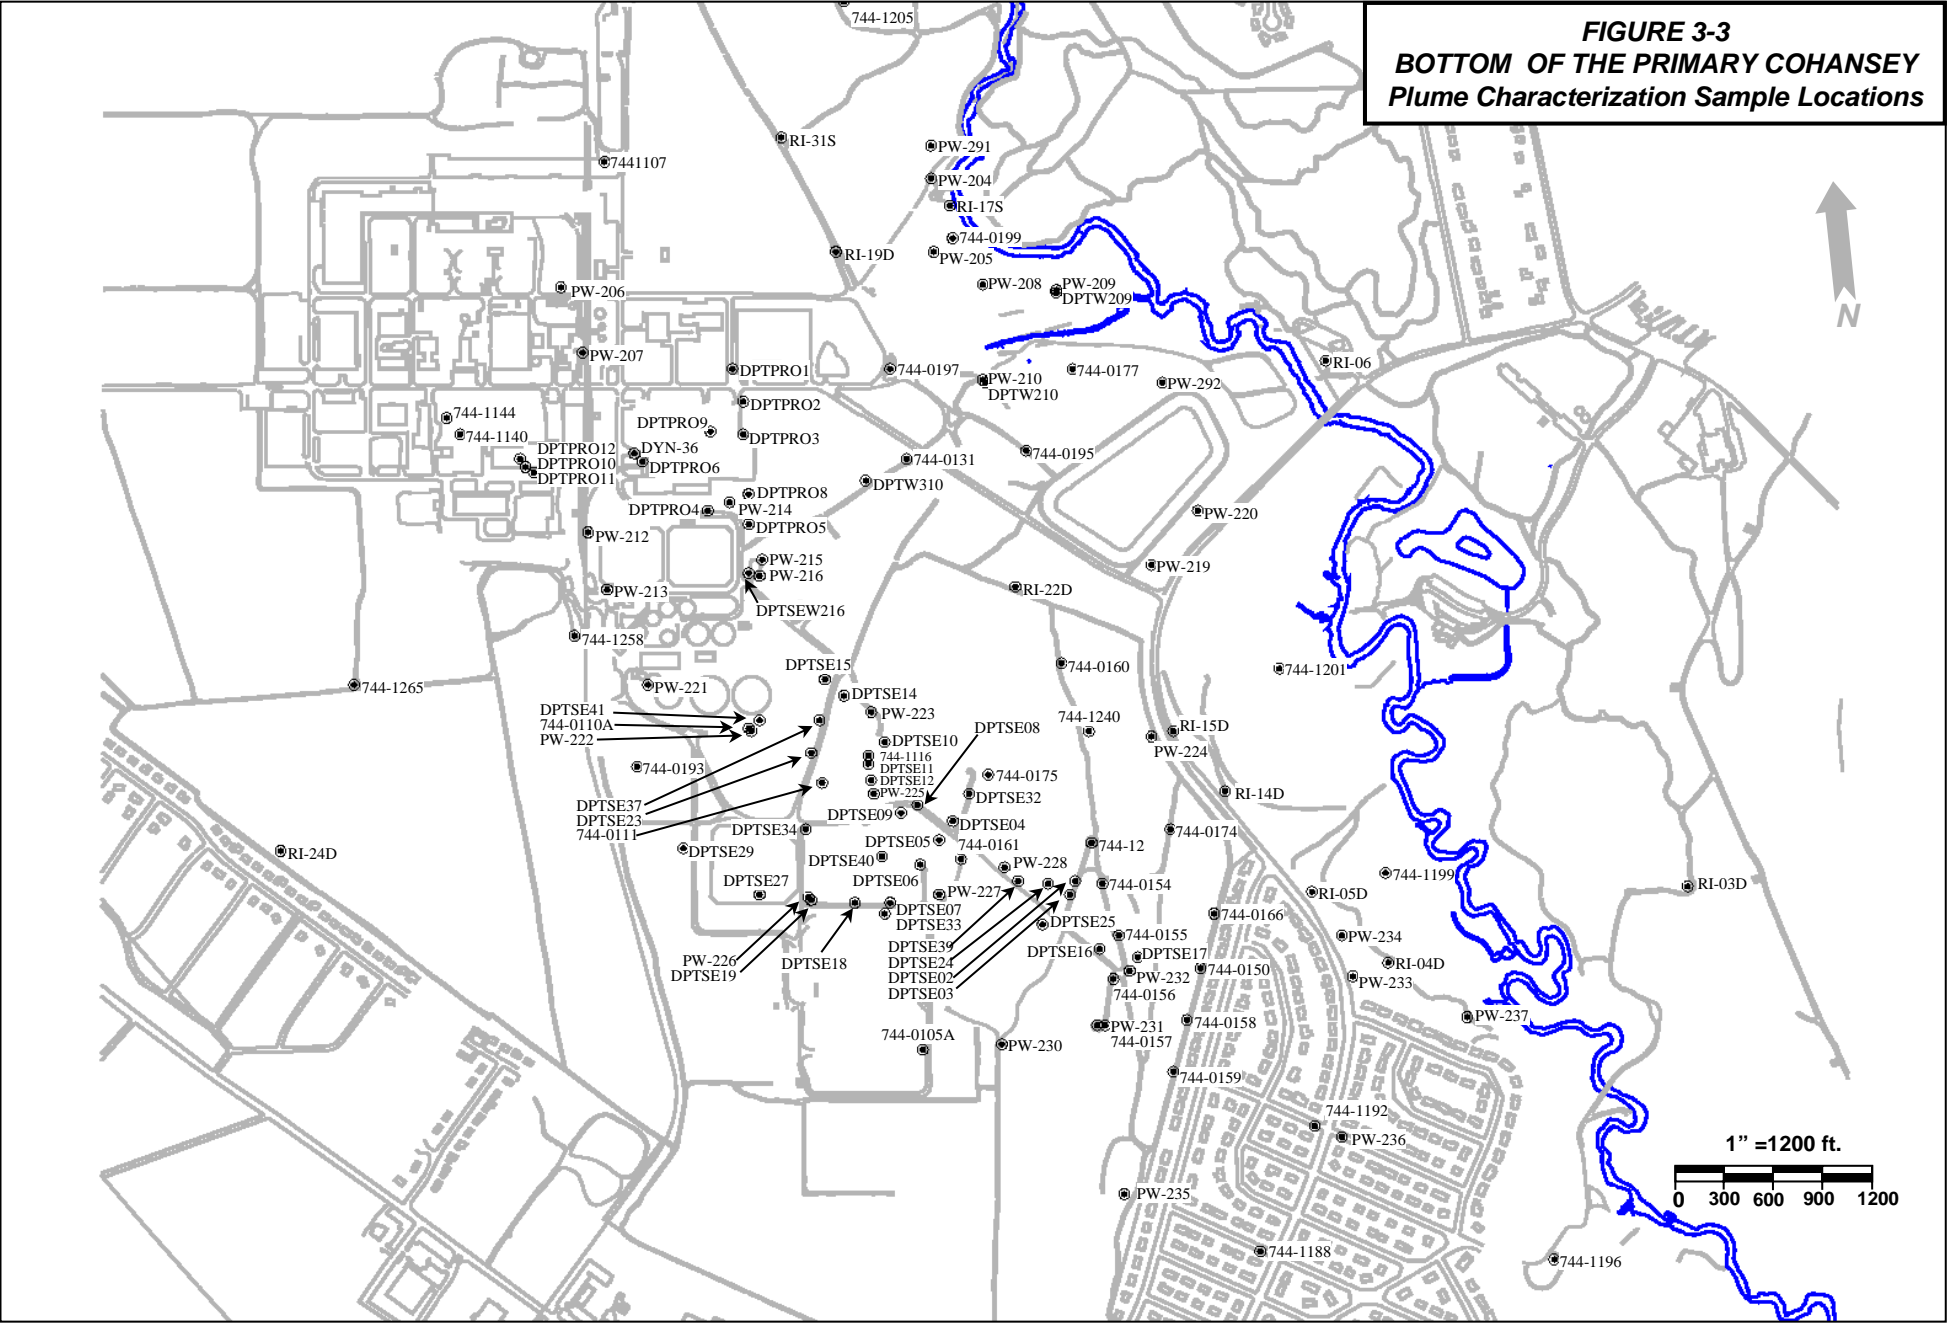 744-1205
FIGURE 3-3
BOTTOM OF THE PRIMARY COHANSEY
Plume Characterization Sample Locations
RI-31S
PW-291
7441107
PW-204
RI-17S
744-0199
RI-19D
PW-205
PW-208
PW-209
DPTW209
PW-206
N
PW-207
RI-06
DPTPRO1
744-0197
744-0177
PW-210
DPTW210
PW-292
DPTPRO2
744-1144
744-1140
DPTPRO9
DPTPRO3
DPTPRO12
DPTPRO10
DPTPRO11
DYN-36
DPTPRO6
744-0131
744-0195
DPTW310
DPTPRO8
DPTPRO4
PW-214
DPTPRO5
PW-220
PW-212
PW-215
PW-216
PW-219
PW-213
RI-22D
DPTSEW216
744-1258
DPTSE15
744-0160
744-1201
744-1265
PW-221
DPTSE14
DPTSE41
744-0110A
PW-222
PW-223
744-1240
DPTSE08
RI-15D
DPTSE10
PW-224
744-1116
DPTSE11
DPTSE12
PW-225
744-0193
744-0175
DPTSE32
RI-14D
DPTSE37
DPTSE23
744-0111
DPTSE09
DPTSE34
DPTSE04
744-0174
DPTSE05
744-12
744-0161
DPTSE29
RI-24D
DPTSE40
PW-228
DPTSE27
DPTSE06
PW-227
744-0154
744-1199
RI-05D
RI-03D
DPTSE07
DPTSE33
744-0166
DPTSE25
744-0155
PW-234
DPTSE39
DPTSE24
DPTSE02
DPTSE03
DPTSE16
DPTSE17
PW-226
DPTSE19
DPTSE18
744-0150
RI-04D
PW-232
PW-233
744-0156
PW-237
744-0158
PW-231
744-0157
744-0105A
PW-230
744-0159
744-1192
PW-236
1” =1200 ft.
0 300 600 900 1200
PW-235
744-1188
744-1196